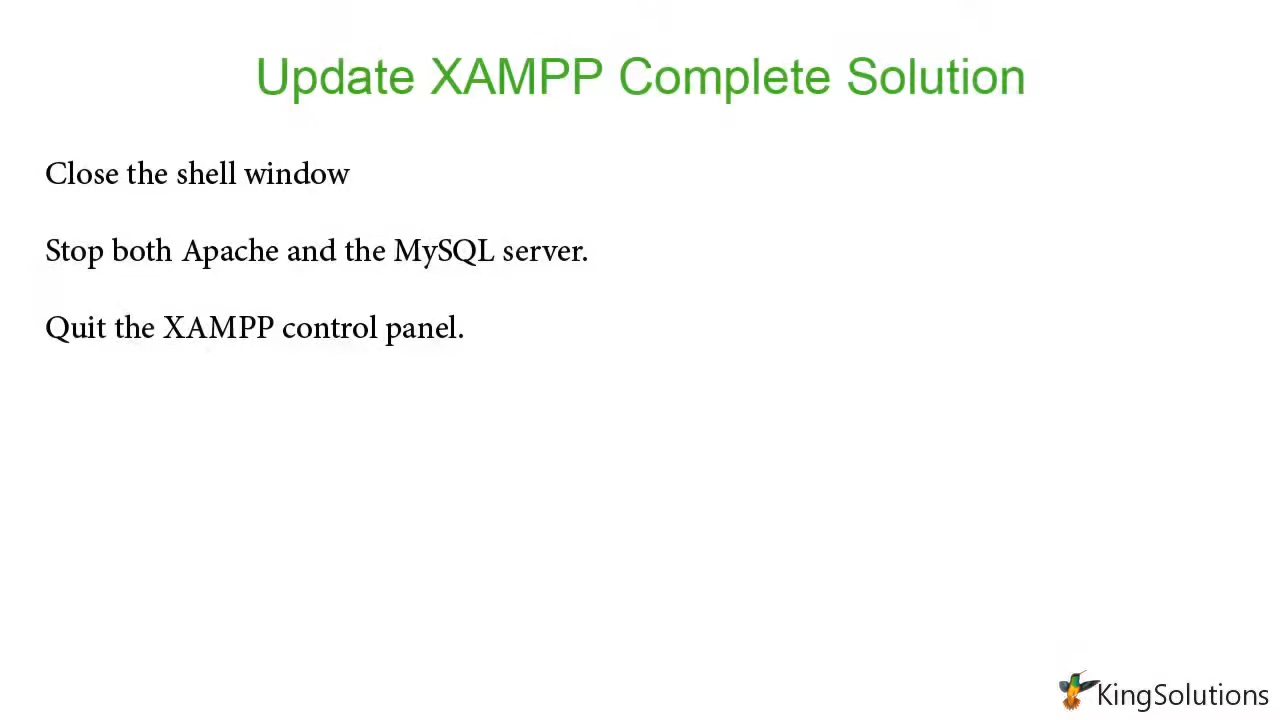 Update XAMPP Complete Solution
Close the shell window
Stop both Apache and the MySQL server.
Quit the XAMPP control panel.
KingSolutions